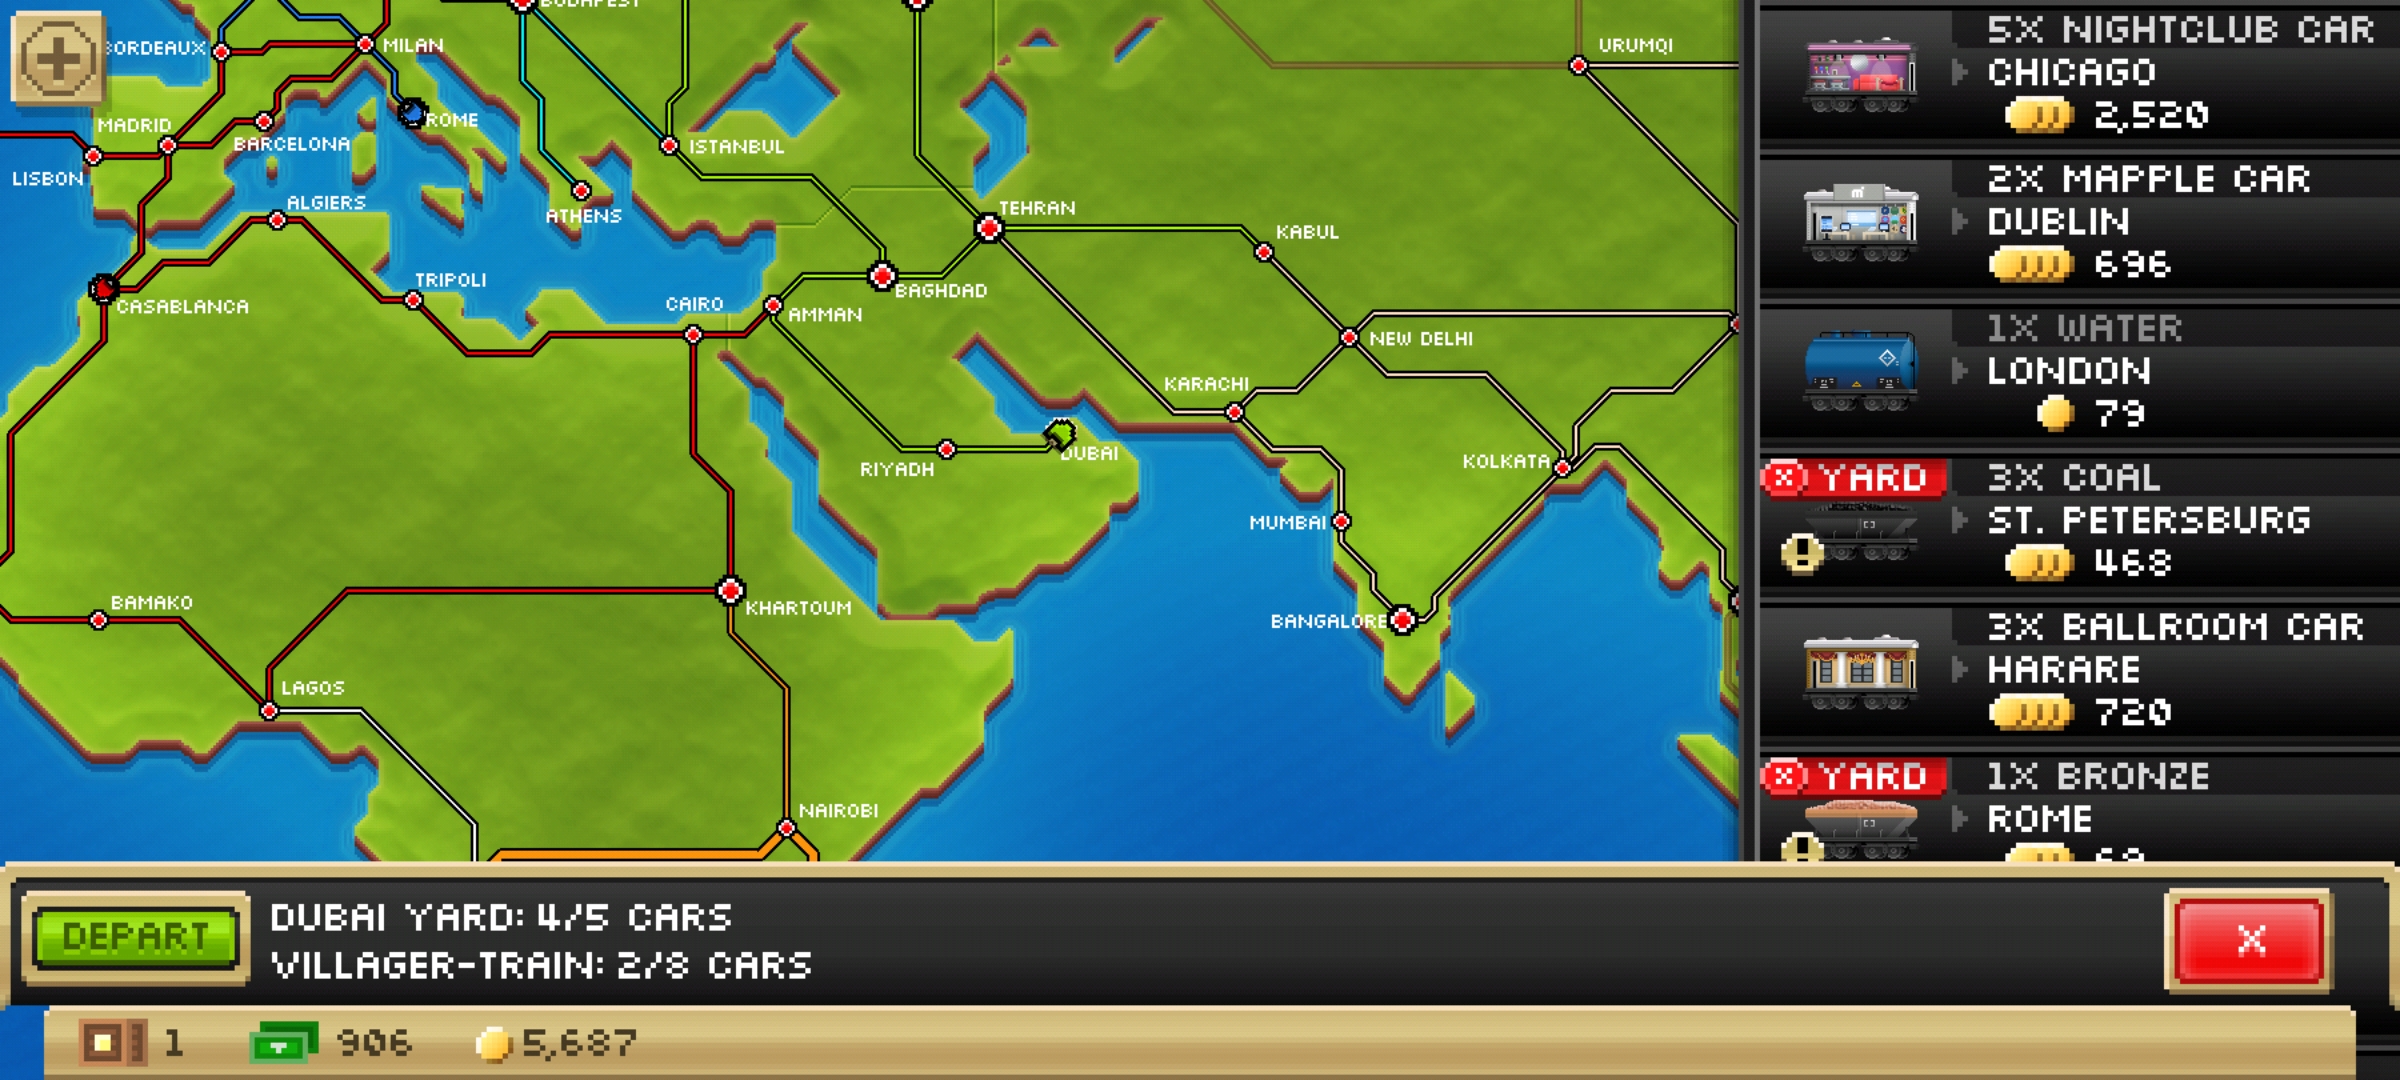 BUDAPEST
BORDEAUX
MILAN
URUMQI
MADRID
ROME
BARCELONA
ISTANBUL
LISBON
ALGIERS
ATHENS
TEHRAN
KABUL
TRIPOLI
CASABLANCA
CAIRO
BAGHDAD
AMMAN
NEW DELHI
KARACHI
DUBAI
RIYADH
KOLKATA
MUMBAI
BAMAKO
KHARTOUM
BANGALORE
LAGOS
NAIROBI
5X NIGHTCLUB CAR
CHICAGO
2,520
2X MAPPLE CAR
DUBLIN
696
1X WATER
LONDON
79
YARD
3X COAL
ST. PETERSBURG
468
3X BALLROOM CAR
HARARE
720
YARD
1X BRONZE
ROME
DEPART
DUBAI YARD: 4/5 CARS
VILLAGER-TRAIN: 2/8 CARS
X
1
906
5,687